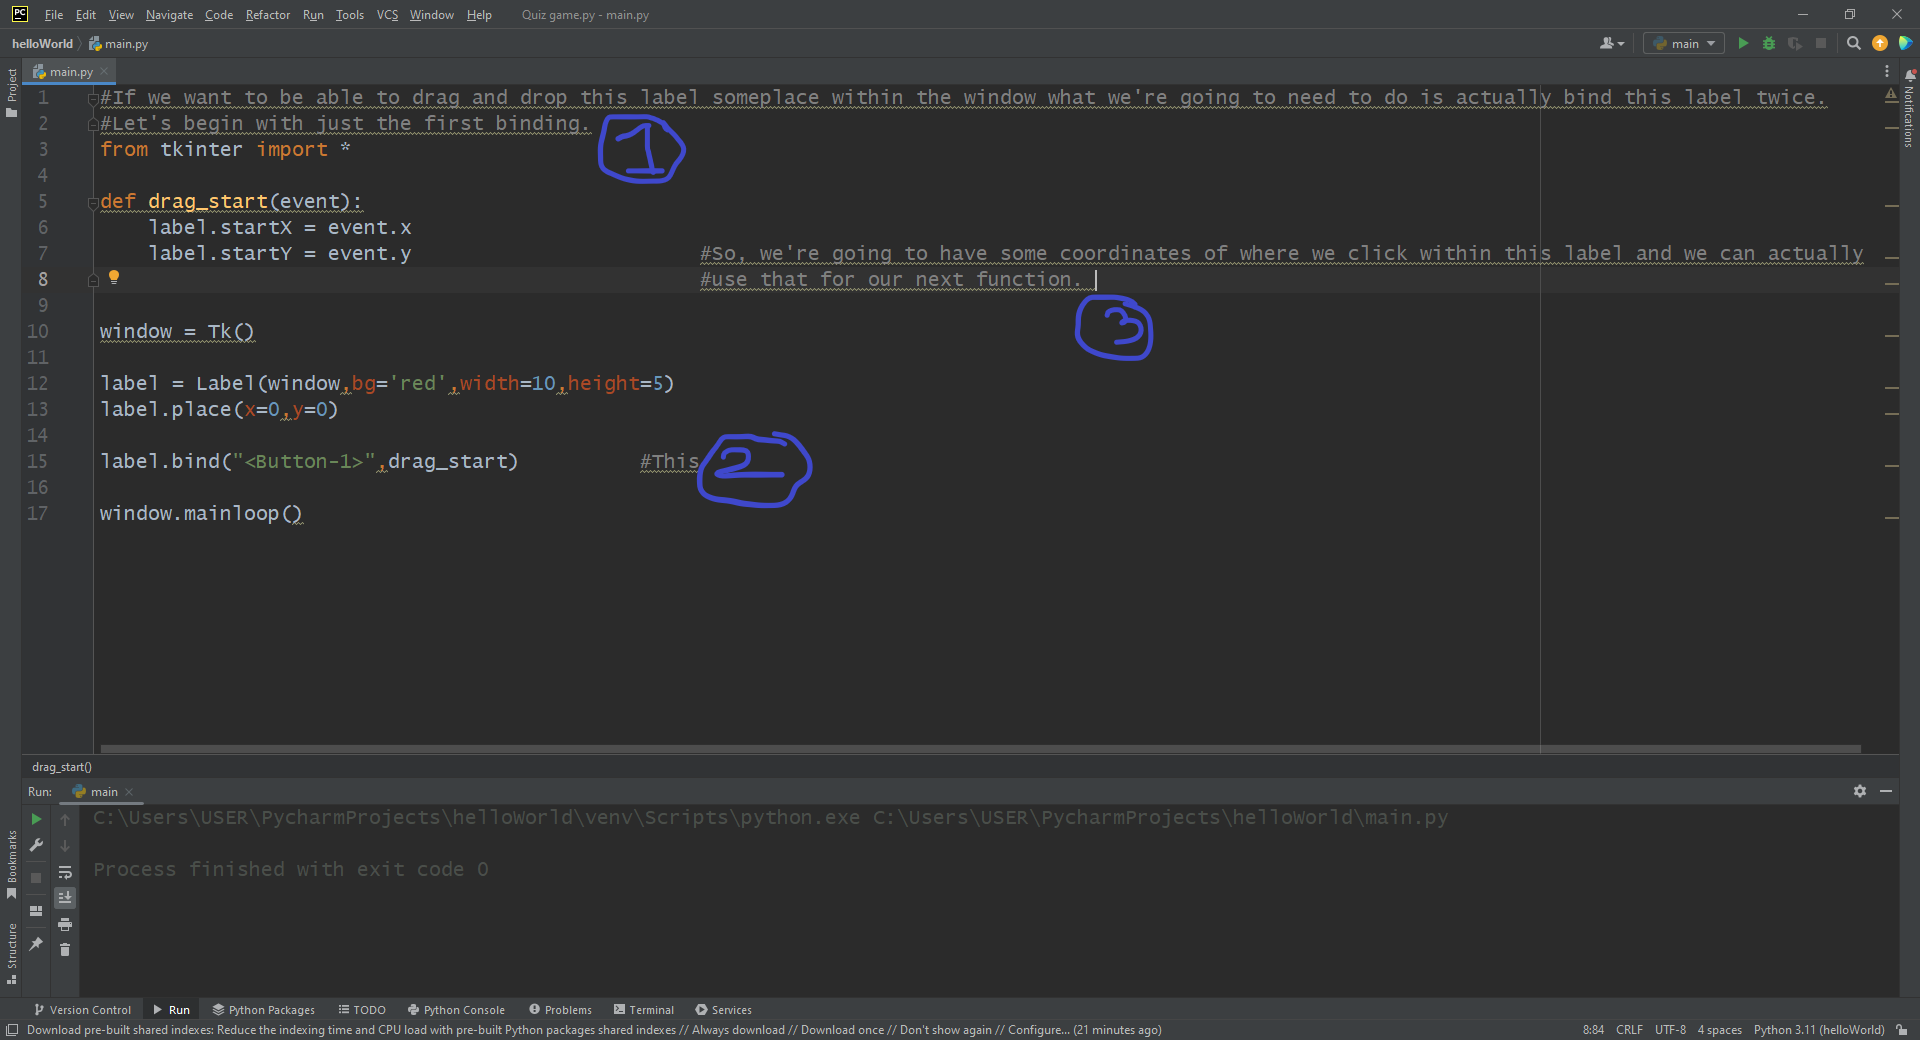 PC File Edit View Navigate Code Refactor Run Tools VCS Window Help Quiz game.py - main.py
helloWorld main.py main
Project main.py Notifications
1 #If we want to be able to drag and drop this label someplace within the window what we're going to need to do is actually bind this label twice.
2 #Let's begin with just the first binding.
1
3 from tkinter import *
4
5 def drag_start(event):
6 label.startX = event.x
7 label.startY = event.y #So, we're going to have some coordinates of where we click within this label and we can actually
8 #use that for our next function.
9
3
10 window = Tk()
11
12 label = Label(window,bg='red',width=10,height=5)
13 label.place(x=0,y=0)
14
15 label.bind("<Button-1>",drag_start) #This
2
16
17 window.mainloop()
drag_start()
Run: main
C:\Users\USER\PycharmProjects\helloWorld\venv\Scripts\python.exe C:\Users\USER\PycharmProjects\helloWorld\main.py
Process finished with exit code 0
Bookmarks
Structure
Version Control Run Python Packages TODO Python Console Problems Terminal Services
Download pre-built shared indexes: Reduce the indexing time and CPU load with pre-built Python packages shared indexes // Always download // Download once // Don't show again // Configure... (21 minutes ago) 8:84 CRLF UTF-8 4 spaces Python 3.11 (helloWorld)